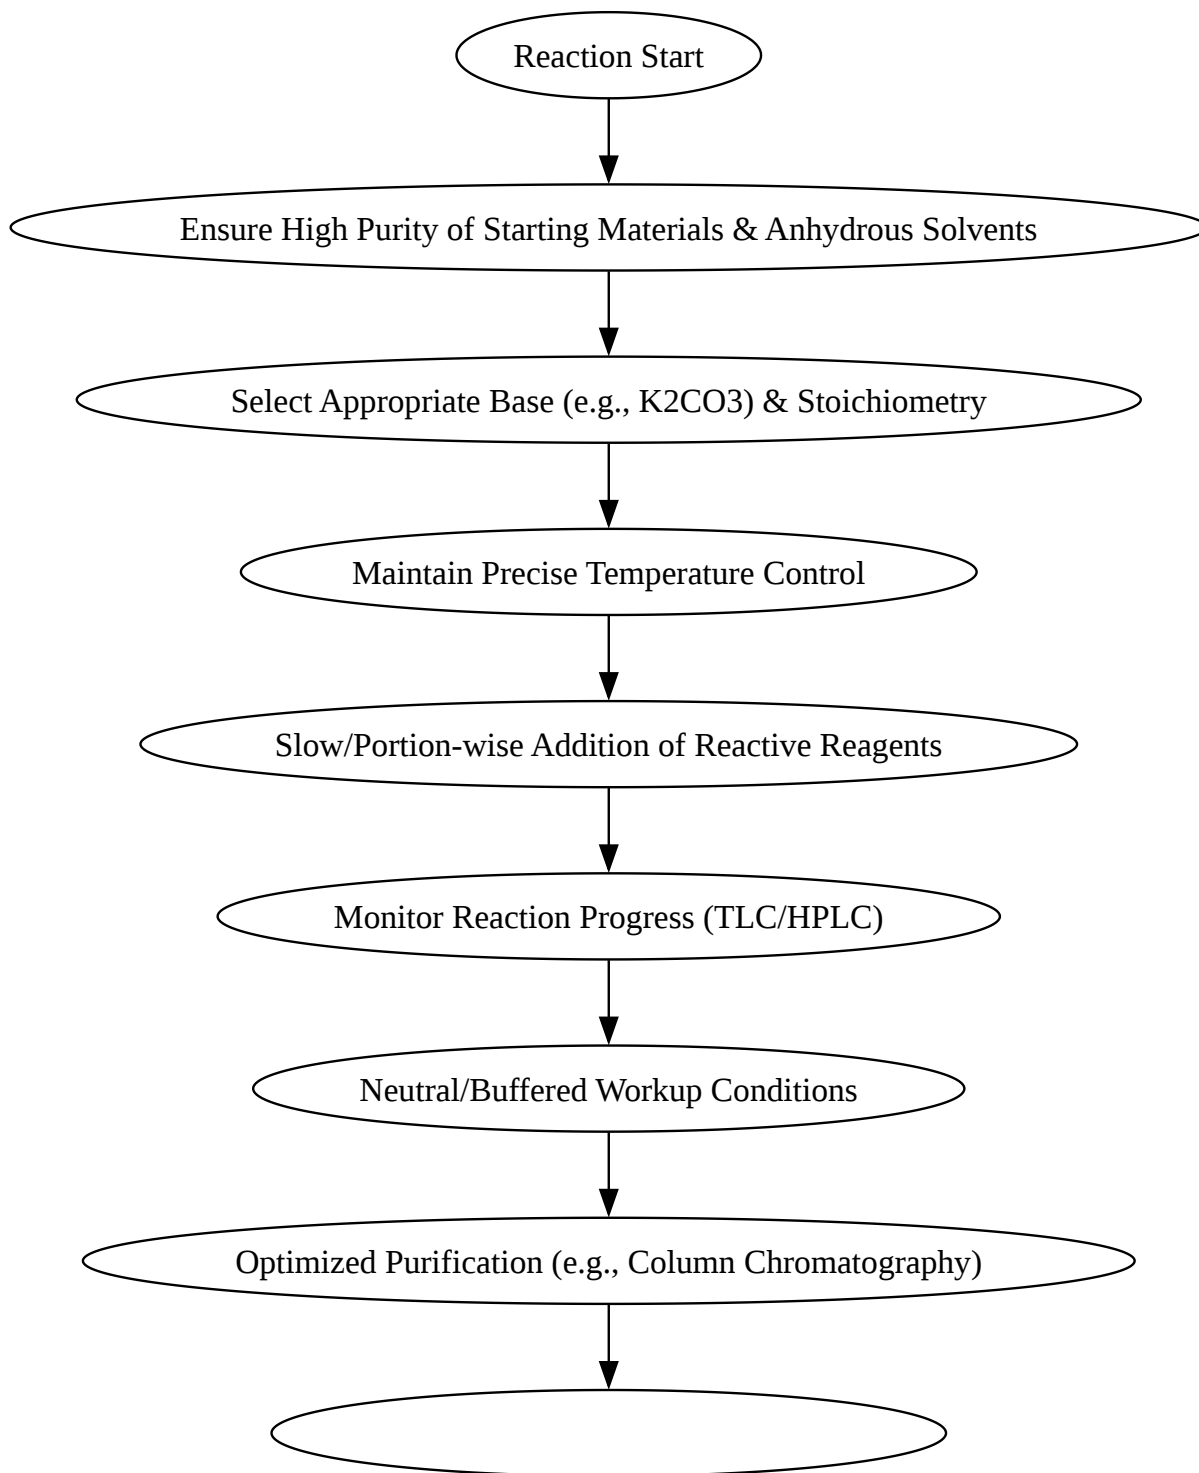 Reaction Start
Ensure High Purity of Starting Materials & Anhydrous Solvents
Select Appropriate Base (e.g., K2CO3) & Stoichiometry
Maintain Precise Temperature Control
Slow/Portion-wise Addition of Reactive Reagents
Monitor Reaction Progress (TLC/HPLC)
Neutral/Buffered Workup Conditions
Optimized Purification (e.g., Column Chromatography)